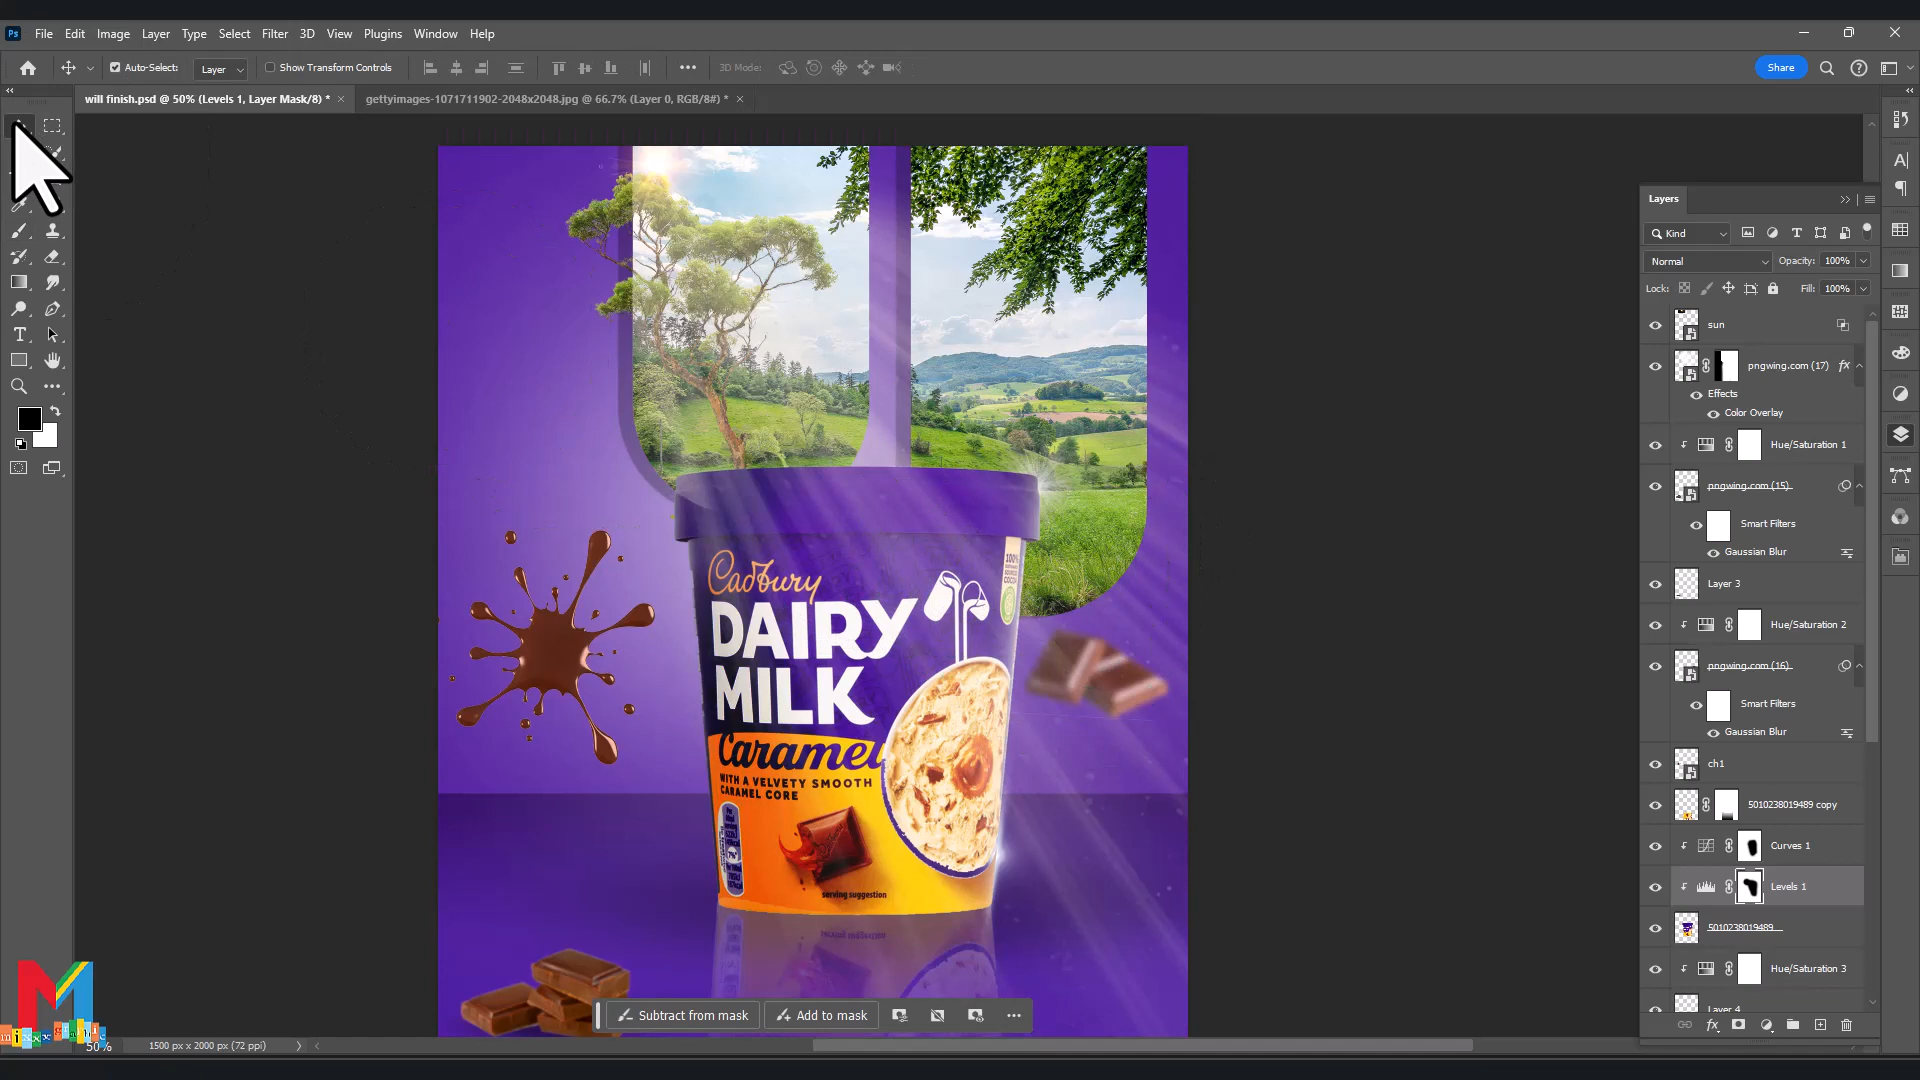 Ps File Edit Image Layer Type Select Filter 3D View Plugins Window Help
Auto-Select: Layer Show Transform Controls 3D Mode: Share
will finish.psd @ 50% (Levels 1, Layer Mask/8) *
gettyimages-1071711902-2048x2048.jpg @ 66.7% (Layer 0, RGB/8#) *
Layers
Kind
Normal Opacity: 100%
Lock: Fill: 100%
sun
pngwing.com (17) fx
Effects
Color Overlay
Hue/Saturation 1
pngwing.com (15)
Smart Filters
Gaussian Blur
Layer 3
Hue/Saturation 2
pngwing.com (16)
Smart Filters
Gaussian Blur
ch1
5010238019489 copy
Curves 1
Levels 1
5010238019489
Hue/Saturation 3
Layer 4
Cadbury
100%
DAIRY
MILK
Caramel
WITH A VELVETY SMOOTH
CARAMEL CORE
serving suggestion
Subtract from mask Add to mask
50% 1500 px x 2000 px (72 ppi)